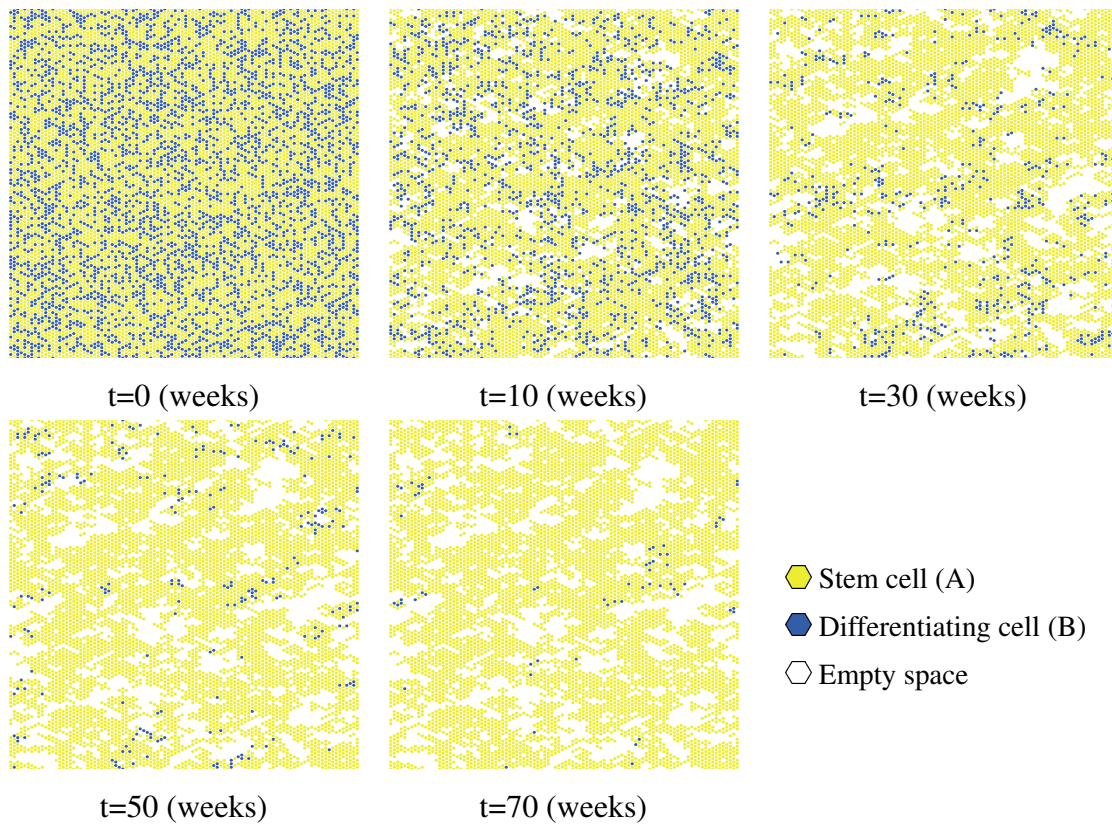 t=0 (weeks)
t=10 (weeks)
t=30 (weeks)
t=50 (weeks)
t=70 (weeks)
Stem cell (A)
Differentiating cell (B)
Empty space